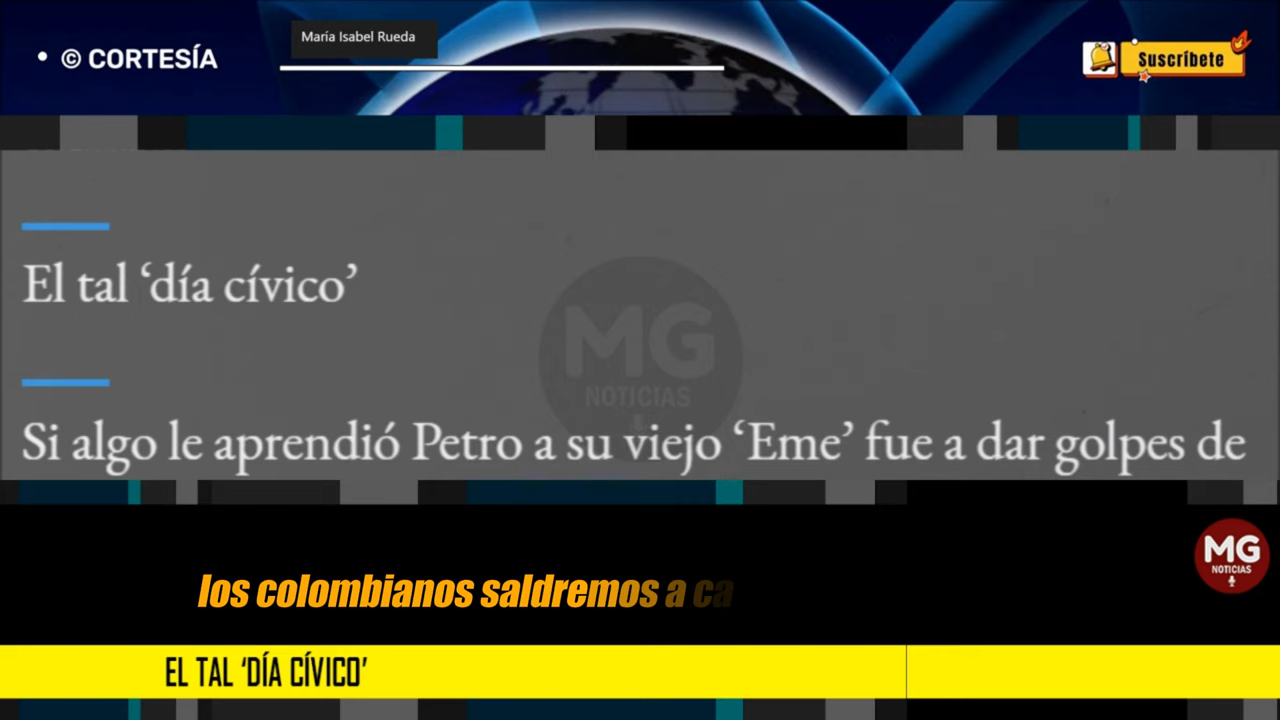 María Isabel Rueda
• © CORTESÍA
Suscríbete
El tal ‘día cívico’
MG
NOTICIAS
Si algo le aprendió Petro a su viejo ‘Eme’ fue a dar golpes de
MG
NOTICIAS
los colombianos saldremos a ca
EL TAL ‘DÍA CÍVICO’